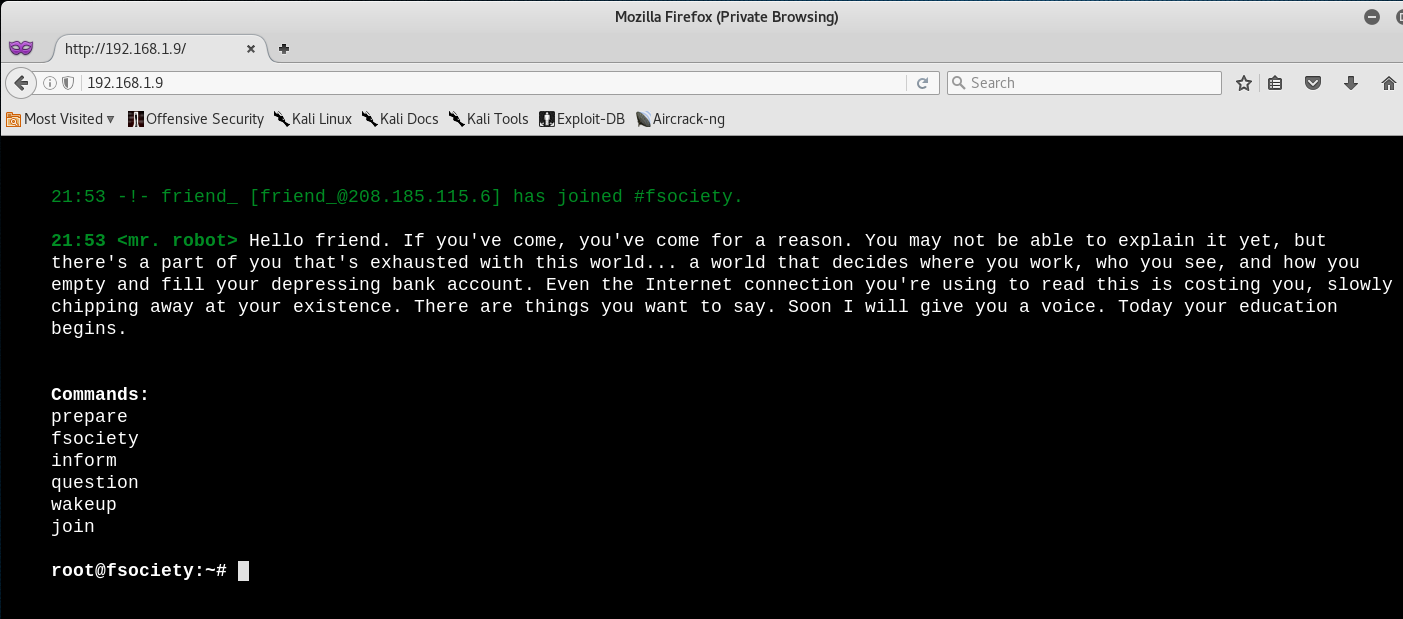 Mozilla Firefox (Private Browsing)
http://192.168.1.9/
192.168.1.9
Search
Most Visited Offensive Security Kali Linux Kali Docs Kali Tools Exploit-DB Aircrack-ng
21:53 -!- friend_ [friend_@208.185.115.6] has joined #fsociety.
21:53 <mr. robot> Hello friend. If you've come, you've come for a reason. You may not be able to explain it yet, but
there's a part of you that's exhausted with this world... a world that decides where you work, who you see, and how you
empty and fill your depressing bank account. Even the Internet connection you're using to read this is costing you, slowly
chipping away at your existence. There are things you want to say. Soon I will give you a voice. Today your education
begins.
Commands:
prepare
fsociety
inform
question
wakeup
join
root@fsociety:~#